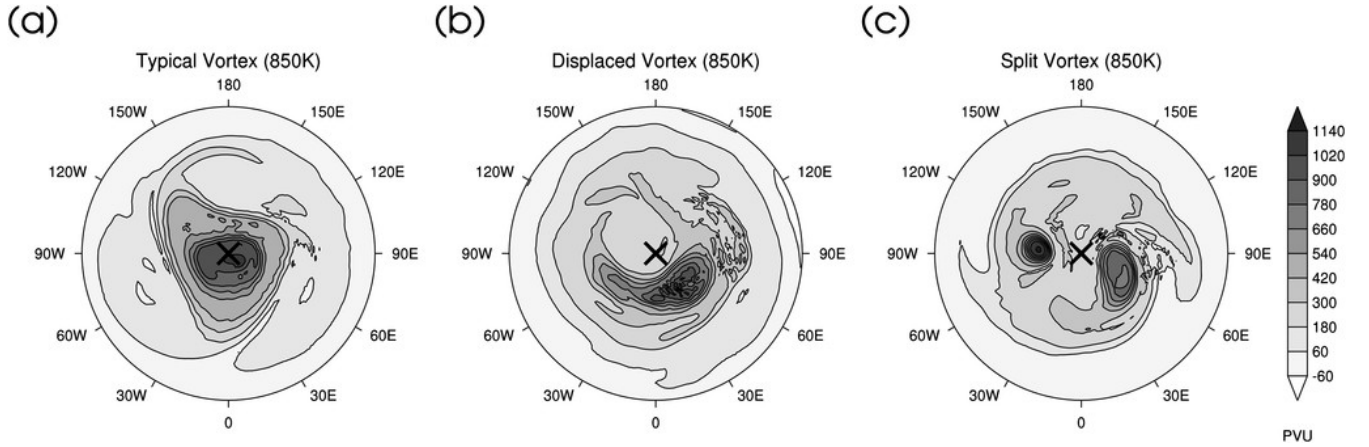 (a)
Typical Vortex (850K)
180
150W
150E
120W
120E
90W
90E
60W
60E
30W
30E
0
(b)
Displaced Vortex (850K)
180
150W
150E
120W
120E
90W
90E
60W
60E
30W
30E
0
(c)
Split Vortex (850K)
180
150W
150E
120W
120E
90W
90E
60W
60E
30W
30E
0
1140
1020
900
780
660
540
420
300
180
60
-60
PVU